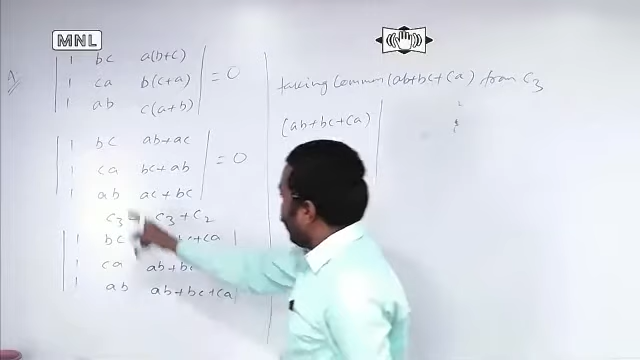 MNL
1 bc a(b+c)
1 ca b(c+a) = 0
1 ab c(a+b)
1 bc ab+ac
1 ca bc+ab = 0
1 ab ac+bc
C3 C3+C2
1 bc +ca
1 ca ab+bc
1 ab ab+bc+ca
taking common (ab+bc+ca) from C3
(ab+bc+ca)